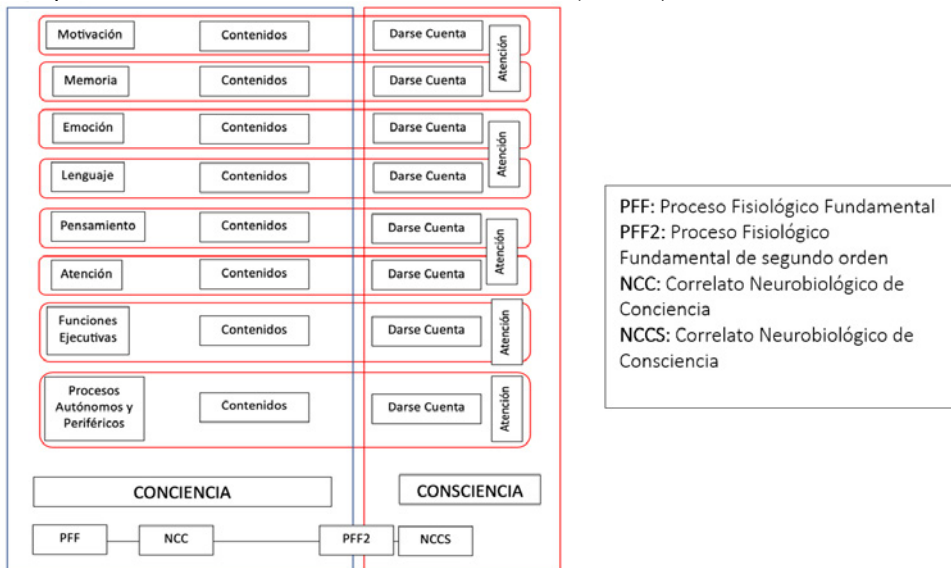 Motivación Contenidos Darse Cuenta
Atención
Memoria Contenidos Darse Cuenta
Emoción Contenidos Darse Cuenta
Atención
Lenguaje Contenidos Darse Cuenta
Pensamiento Contenidos Darse Cuenta
Atención
Atención Contenidos Darse Cuenta
Funciones
Ejecutivas
Contenidos Darse Cuenta
Atención
Procesos
Autónomos y
Periféricos
Contenidos Darse Cuenta
Atención
CONCIENCIA CONSCIENCIA
PFF NCC PFF2 NCCS
PFF: Proceso Fisiológico Fundamental
PFF2: Proceso Fisiológico
Fundamental de segundo orden
NCC: Correlato Neurobiológico de
Conciencia
NCCS: Correlato Neurobiológico de
Consciencia